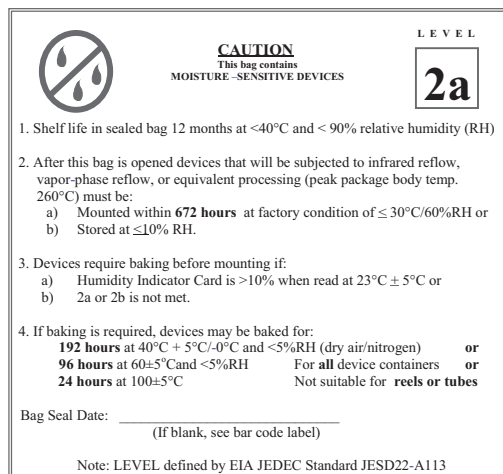 LEVEL
CAUTION
This bag contains
MOISTURE –SENSITIVE DEVICES
2a
1. Shelf life in sealed bag 12 months at <40°C and < 90% relative humidity (RH)
2. After this bag is opened devices that will be subjected to infrared reflow,
vapor-phase reflow, or equivalent processing (peak package body temp.
260°C) must be:
a) Mounted within 672 hours at factory condition of ≤ 30°C/60%RH or
b) Stored at ≤10% RH.
3. Devices require baking before mounting if:
a) Humidity Indicator Card is >10% when read at 23°C ± 5°C or
b) 2a or 2b is not met.
4. If baking is required, devices may be baked for:
192 hours at 40°C + 5°C/-0°C and <5%RH (dry air/nitrogen) or
96 hours at 60±5°Cand <5%RH For all device containers or
24 hours at 100±5°C Not suitable for reels or tubes
Bag Seal Date: ______________________________
(If blank, see bar code label)
Note: LEVEL defined by EIA JEDEC Standard JESD22-A113